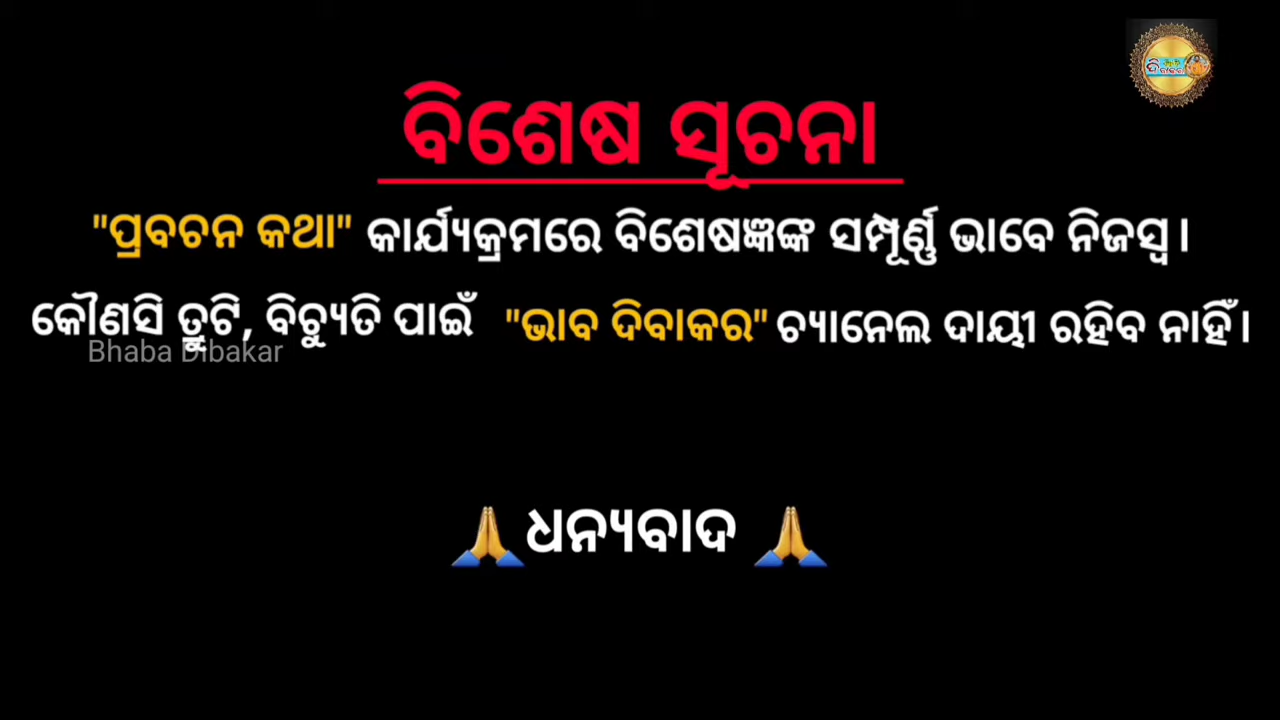 ବିଶେଷ ସୂଚନା
"ପ୍ରବଚନ କଥା" କାର୍ଯ୍ୟକ୍ରମରେ ବିଶେଷଜ୍ଞଙ୍କ ସମ୍ପୂର୍ଣ୍ଣ ଭାବେ ନିଜସ୍ୱ ।
କୌଣସି ତ୍ରୁଟି, ବିଚ୍ୟୁତି ପାଇଁ "ଭାବ ଦିବାକର" ଚ୍ୟାନେଲ ଦାୟୀ ରହିବ ନାହିଁ ।
Bhaba Dibakar
🙏ଧନ୍ୟବାଦ 🙏